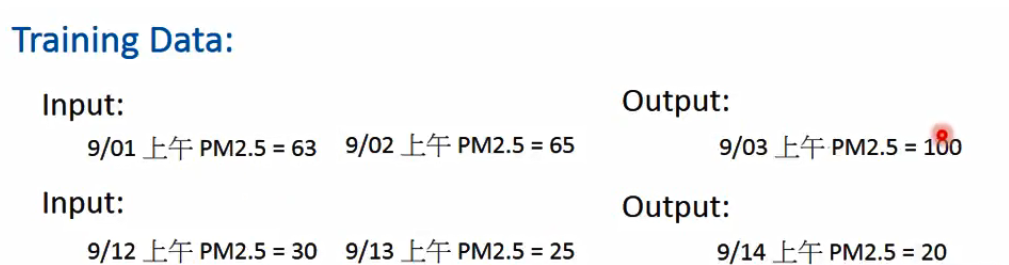 Training Data:
Input:
Output:
9/01 上午 PM2.5 = 63 9/02 上午 PM2.5 = 65
9/03 上午 PM2.5 = 100
Input:
Output:
9/12 上午 PM2.5 = 30 9/13 上午 PM2.5 = 25
9/14 上午 PM2.5 = 20